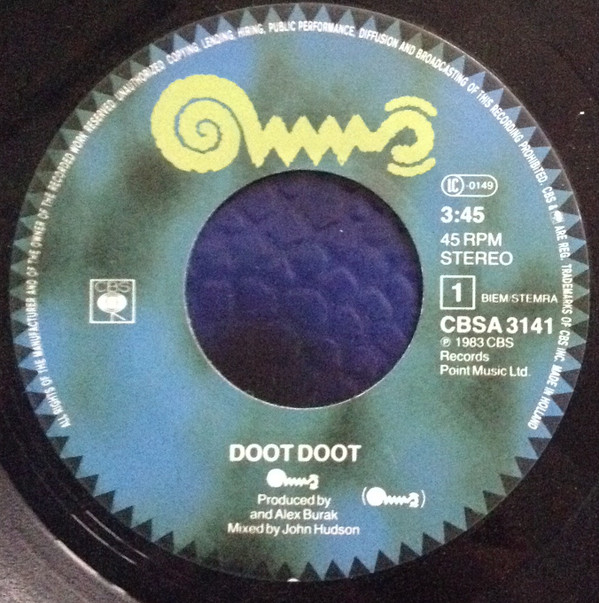 ALL RIGHTS OF THE MANUFACTURER AND OF THE OWNER OF THE RECORDED WORK RESERVED. UNAUTHORIZED COPYING, LENDING, HIRING, PUBLIC PERFORMANCE, DIFFUSION AND BROADCASTING OF THIS RECORDING PROHIBITED. CBS & ARE REG. TRADEMARKS OF CBS INC. MADE IN HOLLAND
LC -0149
3:45
45 RPM
STEREO
1 BIEM/STEMRA
CBS
CBSA 3141
℗ 1983 CBS
Records
Point Music Ltd.
DOOT DOOT
Produced by
and Alex Burak
Mixed by John Hudson